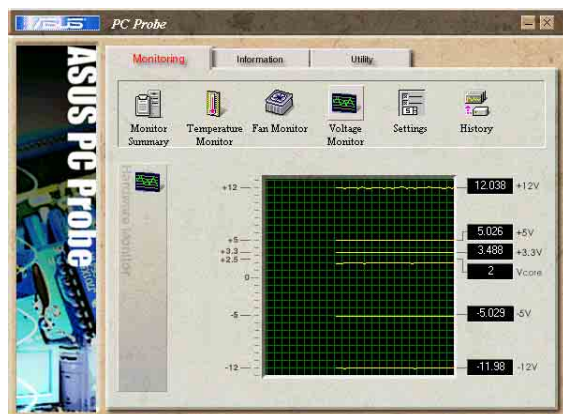 ASUS PC Probe
Monitoring Information Utility
Monitor Summary
Temperature Monitor
Fan Monitor
Voltage Monitor
Settings
History
ASUS PC Probe
Hardware Monitor
+12
+5
+3.3
+2.5
0
-5
-12
12.038 +12V
5.026 +5V
3.488 +3.3V
2 Vcore
-5.029 -5V
-11.98 -12V